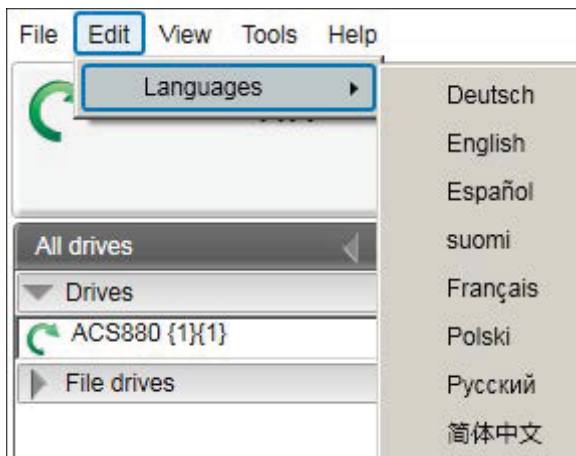 File Edit View Tools Help
Languages
Deutsch
English
Español
suomi
Français
Polski
Русский
简体中文
All drives
Drives
ACS880 {1}{1}
File drives